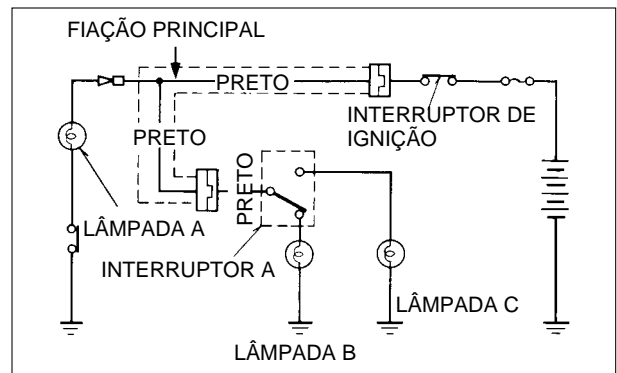 FIAÇÃO PRINCIPAL
PRETO
INTERRUPTOR DE
IGNIÇÃO
PRETO
PRETO
LÂMPADA A
INTERRUPTOR A
LÂMPADA C
LÂMPADA B